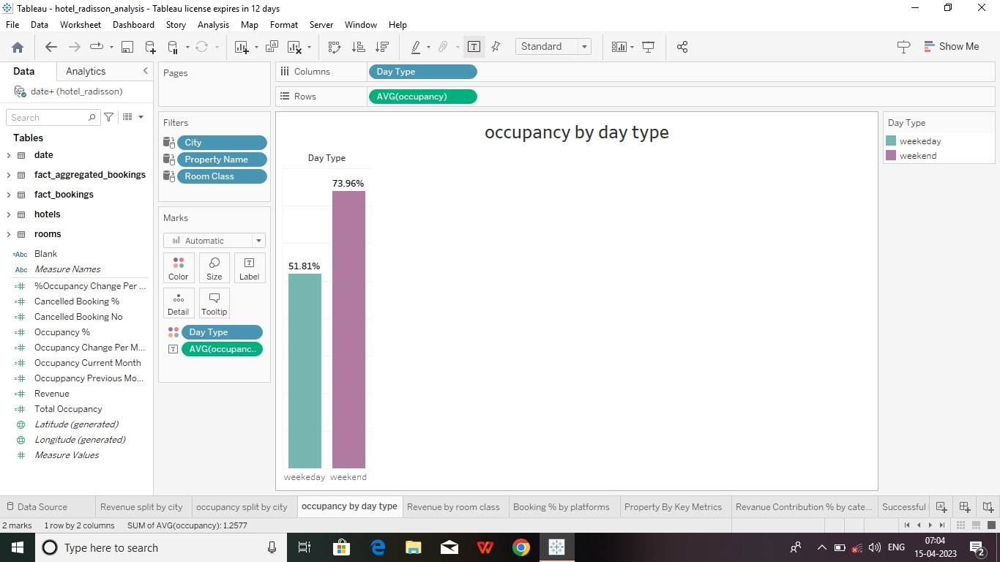 Tableau - hotel_radisson_analysis - Tableau license expires in 12 days
File Data Worksheet Dashboard Story Analysis Map Format Server Window Help
Standard
Show Me
Data Analytics
date+ (hotel_radisson)
Search
Tables
date
fact_aggregated_bookings
fact_bookings
hotels
rooms
=Abc Blank
Abc Measure Names
%Occupancy Change Per ...
Cancelled Booking %
Cancelled Booking No
Occupancy %
Occupancy Change Per M...
Occupancy Current Month
Occuppancy Previous Mo...
Revenue
Total Occupancy
Latitude (generated)
Longitude (generated)
Measure Values
Pages
Filters
City
Property Name
Room Class
Marks
Automatic
Color Size Label
Detail Tooltip
Day Type
AVG(occupanc..
Columns Day Type
Rows AVG(occupancy)
occupancy by day type
Day Type
73.96%
51.81%
weekeday weekend
Day Type
weekeday
weekend
Data Source Revenue split by city occupancy split by city occupancy by day type Revenue by room class Booking % by platforms Property By Key Metrics Revanue Contribution % by cate... Successful
2 marks 1 row by 2 columns SUM of AVG(occupancy): 1.2577
Type here to search
ENG
07:04
15-04-2023
2